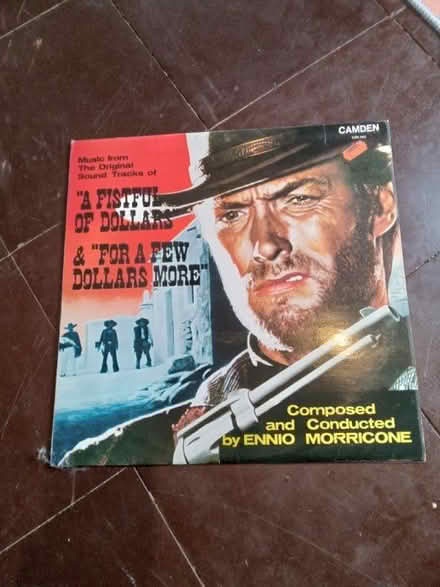 CAMDEN
Music from
The Original
Sound Tracks of
"A FISTFUL
OF DOLLARS"
& "FOR A FEW
DOLLARS MORE"
Composed
and Conducted
by ENNIO MORRICONE